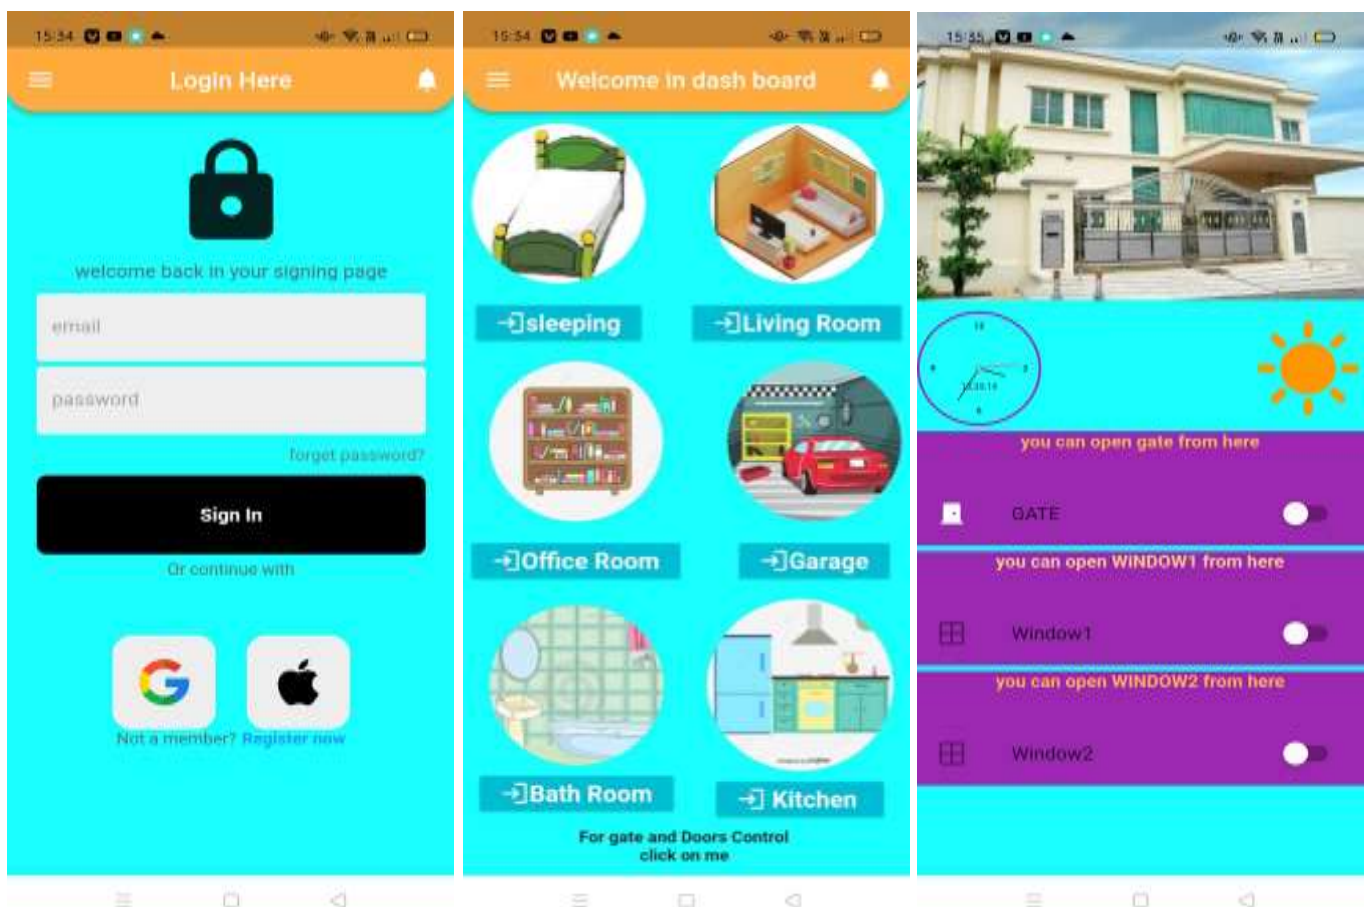 15:34
Login Here
welcome back in your signing page
email
password
forget password?
Sign In
Or continue with
Not a member? Register now
15:34
Welcome in dash board
sleeping
Living Room
Office Room
Garage
Bath Room
Kitchen
For gate and Doors Control
click on me
15:35
you can open gate from here
GATE
you can open WINDOW1 from here
Window1
you can open WINDOW2 from here
Window2